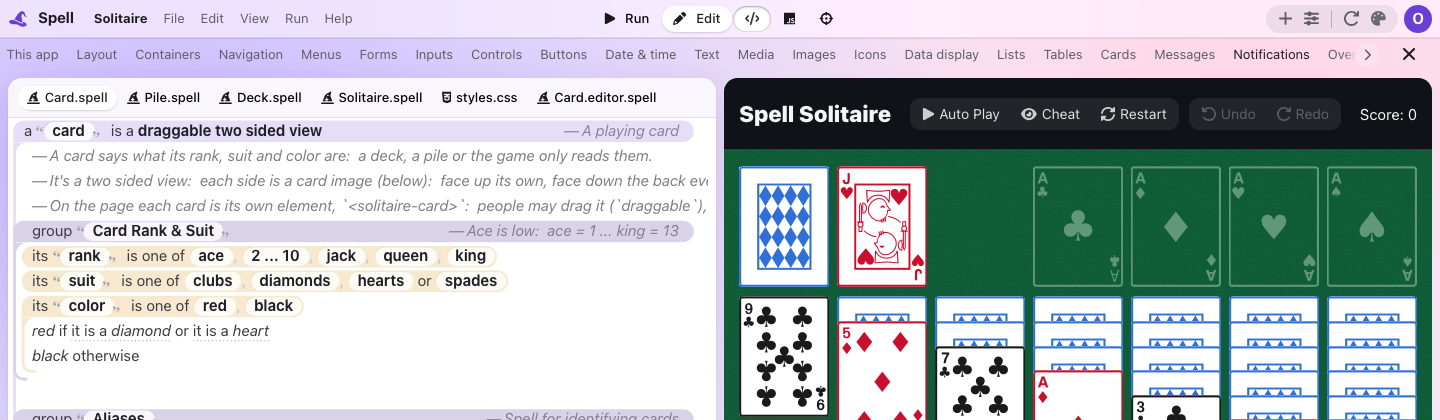 Spell Solitaire File Edit View Run Help Run Edit </> JS O
This app Layout Containers Navigation Menus Forms Inputs Controls Buttons Date & time Text Media Images Icons Data display Lists Tables Cards Messages Notifications
Card.spell Pile.spell Deck.spell Solitaire.spell styles.css Card.editor.spell
a “ card ” is a draggable two sided view — A playing card
— A card says what its rank, suit and color are: a deck, a pile or the game only reads them.
— It's a two sided view: each side is a card image (below): face up its own, face down the back
— On the page each card is its own element, `<solitaire-card>`: people may drag it (`draggable`),
group “ Card Rank & Suit ” — Ace is low: ace = 1 ... king = 13
its “ rank ” is one of ace , 2 ... 10 , jack , queen , king
its “ suit ” is one of clubs , diamonds , hearts or spades
its “ color ” is one of red , black
red if it is a diamond or it is a heart
black otherwise
group “ Aliases ” — Spell for identifying cards
Spell Solitaire Auto Play Cheat Restart Undo Redo Score: 0
J J A A A A A A A A
9 9 5 7 A 3